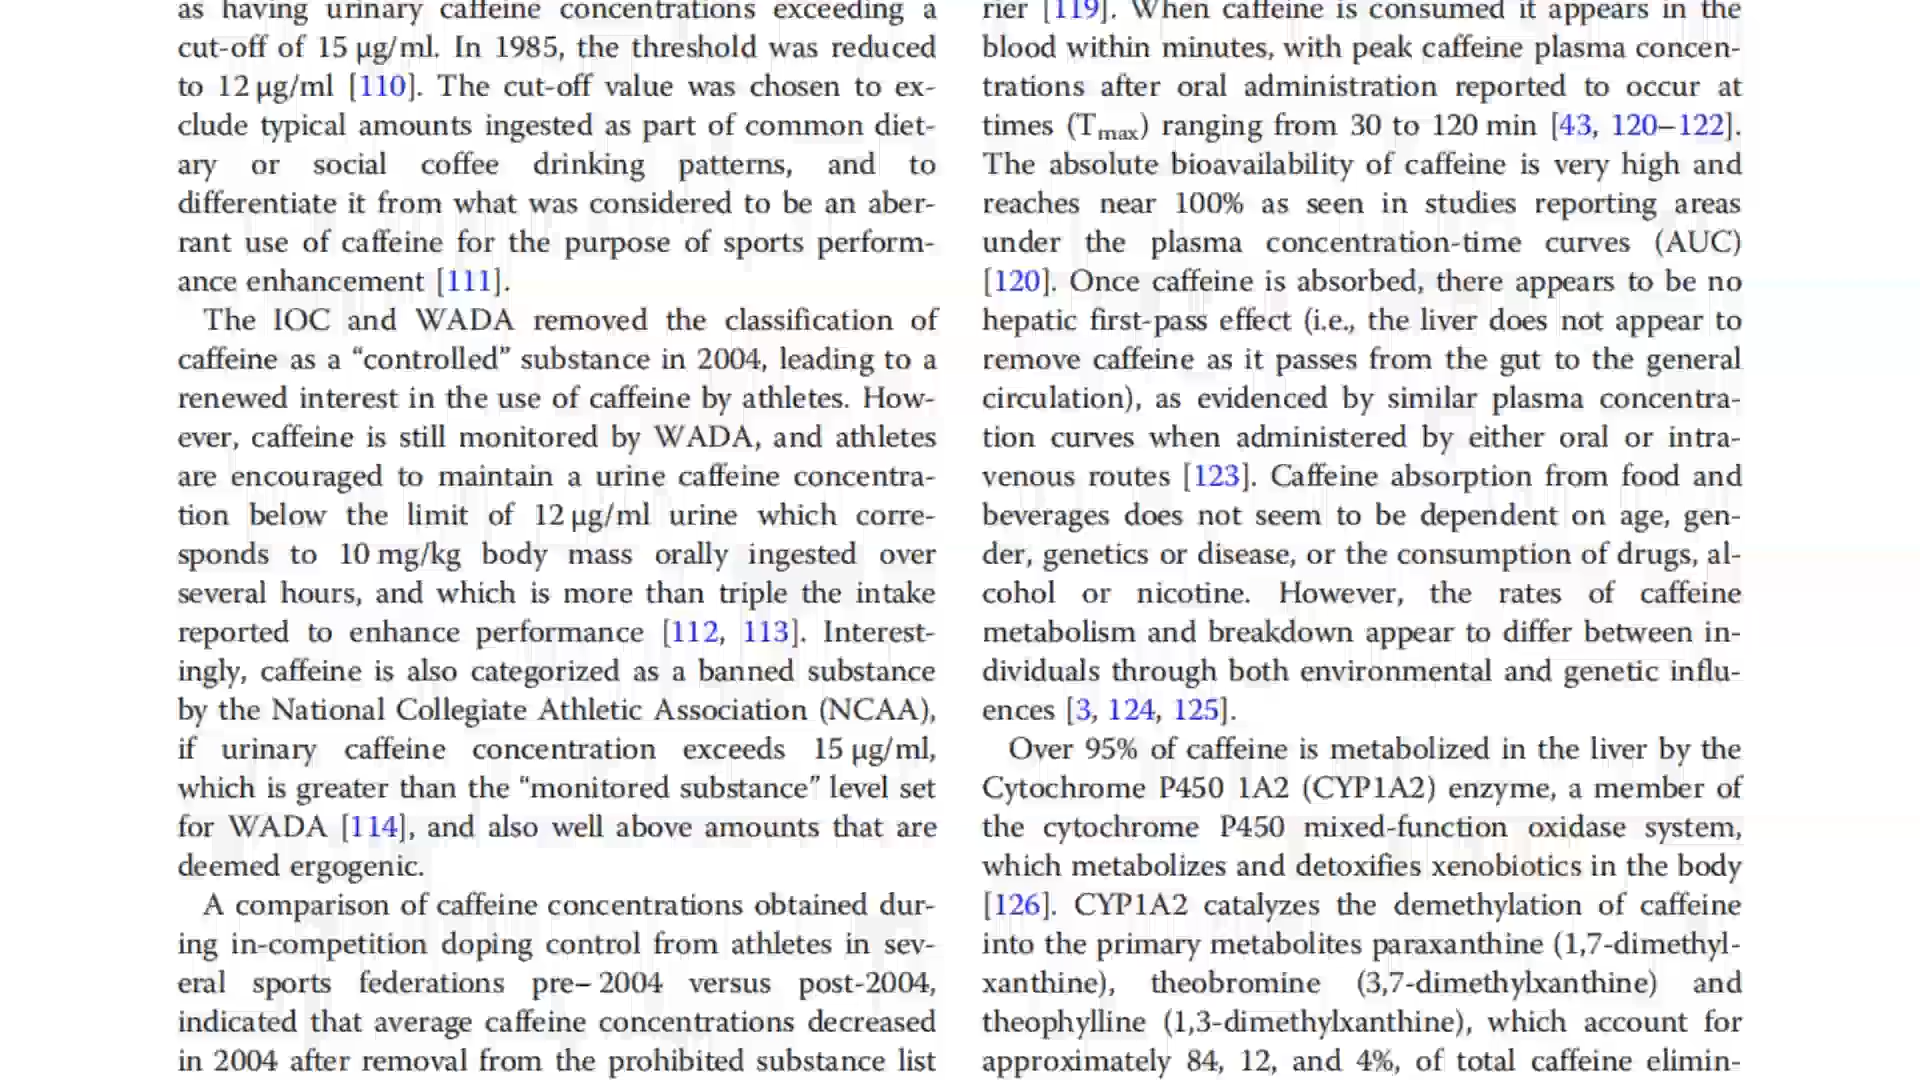 as having urinary caffeine concentrations exceeding a
cut-off of 15 μg/ml. In 1985, the threshold was reduced
to 12 μg/ml [110]. The cut-off value was chosen to ex-
clude typical amounts ingested as part of common diet-
ary or social coffee drinking patterns, and to
differentiate it from what was considered to be an aber-
rant use of caffeine for the purpose of sports perform-
ance enhancement [111].
The IOC and WADA removed the classification of
caffeine as a “controlled” substance in 2004, leading to a
renewed interest in the use of caffeine by athletes. How-
ever, caffeine is still monitored by WADA, and athletes
are encouraged to maintain a urine caffeine concentra-
tion below the limit of 12 μg/ml urine which corre-
sponds to 10 mg/kg body mass orally ingested over
several hours, and which is more than triple the intake
reported to enhance performance [112, 113]. Interest-
ingly, caffeine is also categorized as a banned substance
by the National Collegiate Athletic Association (NCAA),
if urinary caffeine concentration exceeds 15 μg/ml,
which is greater than the “monitored substance” level set
for WADA [114], and also well above amounts that are
deemed ergogenic.
A comparison of caffeine concentrations obtained dur-
ing in-competition doping control from athletes in sev-
eral sports federations pre– 2004 versus post-2004,
indicated that average caffeine concentrations decreased
in 2004 after removal from the prohibited substance list
rier [119]. When caffeine is consumed it appears in the
blood within minutes, with peak caffeine plasma concen-
trations after oral administration reported to occur at
times (Tmax) ranging from 30 to 120 min [43, 120–122].
The absolute bioavailability of caffeine is very high and
reaches near 100% as seen in studies reporting areas
under the plasma concentration-time curves (AUC)
[120]. Once caffeine is absorbed, there appears to be no
hepatic first-pass effect (i.e., the liver does not appear to
remove caffeine as it passes from the gut to the general
circulation), as evidenced by similar plasma concentra-
tion curves when administered by either oral or intra-
venous routes [123]. Caffeine absorption from food and
beverages does not seem to be dependent on age, gen-
der, genetics or disease, or the consumption of drugs, al-
cohol or nicotine. However, the rates of caffeine
metabolism and breakdown appear to differ between in-
dividuals through both environmental and genetic influ-
ences [3, 124, 125].
Over 95% of caffeine is metabolized in the liver by the
Cytochrome P450 1A2 (CYP1A2) enzyme, a member of
the cytochrome P450 mixed-function oxidase system,
which metabolizes and detoxifies xenobiotics in the body
[126]. CYP1A2 catalyzes the demethylation of caffeine
into the primary metabolites paraxanthine (1,7-dimethyl-
xanthine), theobromine (3,7-dimethylxanthine) and
theophylline (1,3-dimethylxanthine), which account for
approximately 84, 12, and 4%, of total caffeine elimin-